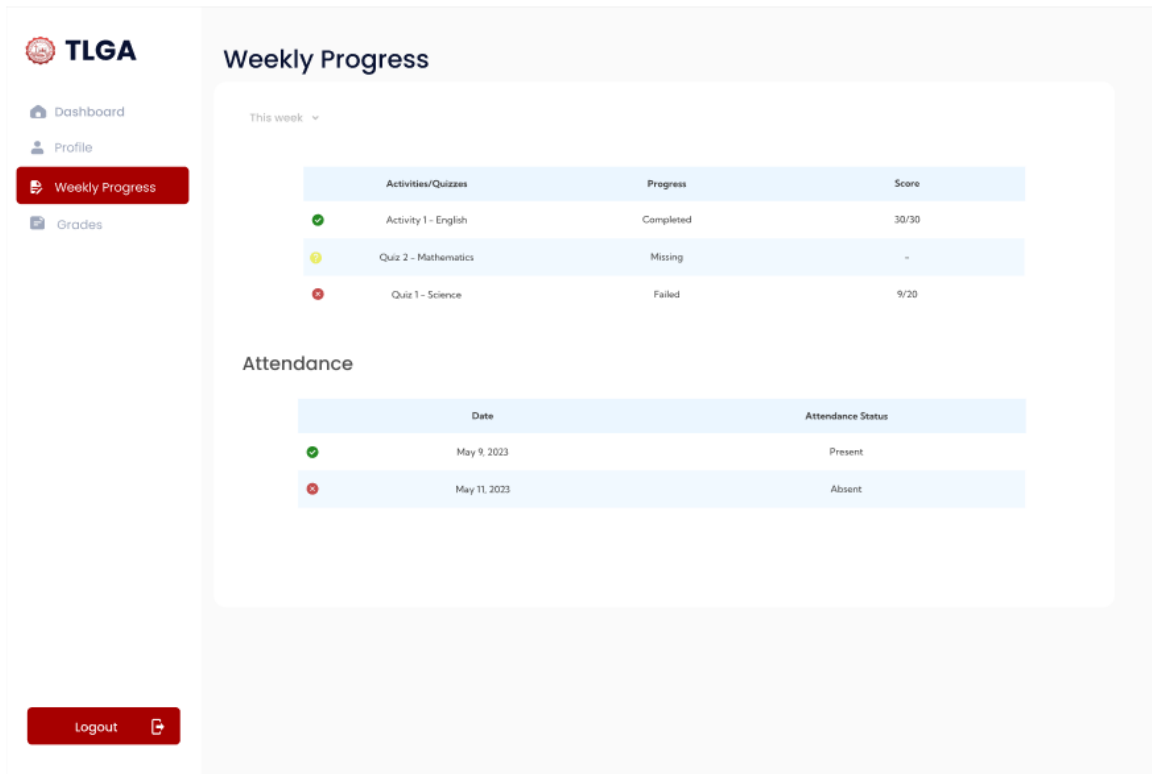 TLGA
Dashboard
Profile
Weekly Progress
Grades
Logout
Weekly Progress
This week
Activities/Quizzes Progress Score
Activity 1 - English Completed 30/30
Quiz 2 - Mathematics Missing -
Quiz 1 - Science Failed 9/20
Attendance
Date Attendance Status
May 9, 2023 Present
May 11, 2023 Absent